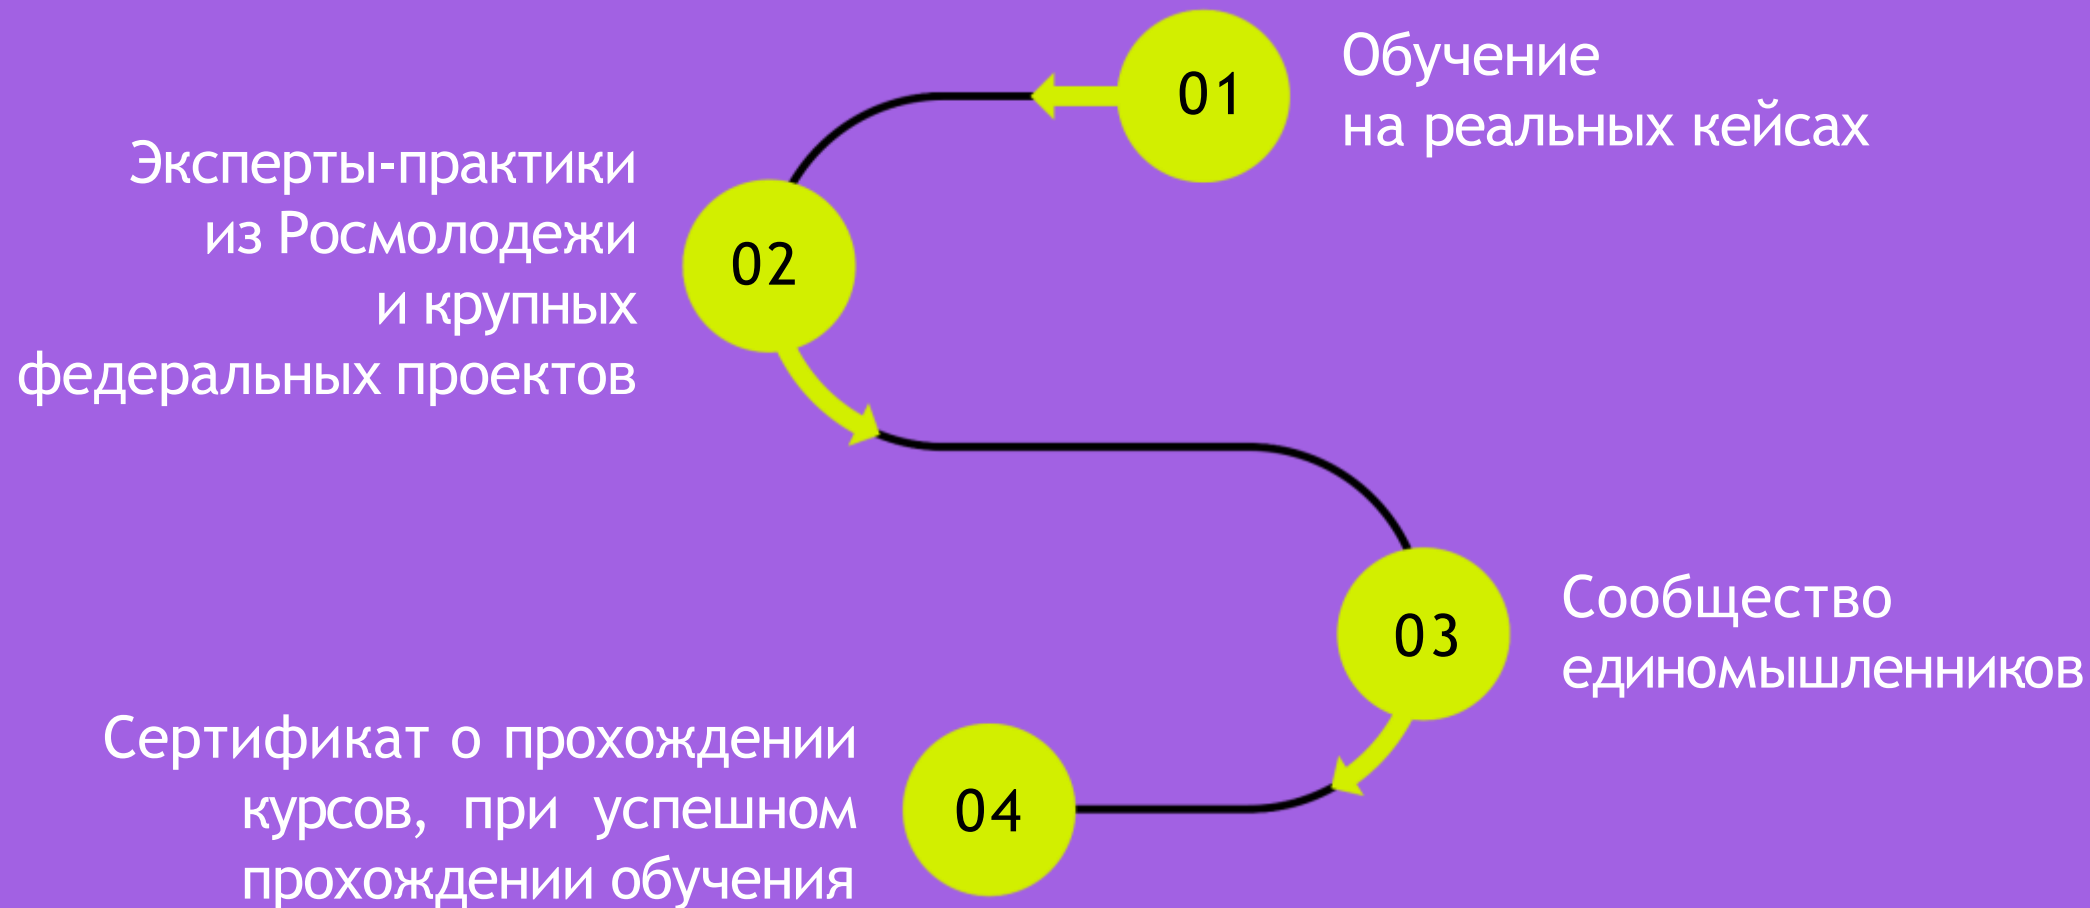 01
Обучение
на реальных кейсах
Эксперты-практики
из Росмолодежи
и крупных
федеральных проектов
02
03
Сообщество
единомышленников
Сертификат о прохождении
курсов, при успешном
прохождении обучения
04